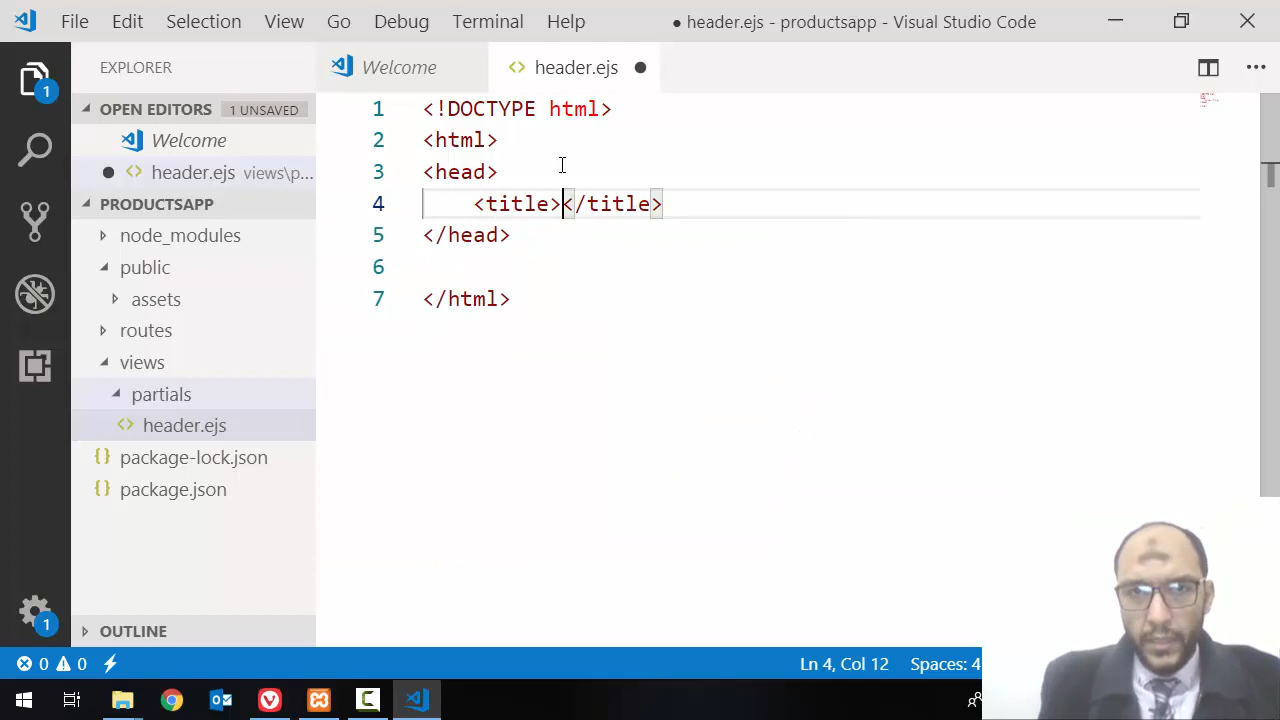 File Edit Selection View Go Debug Terminal Help ● header.ejs - productsapp - Visual Studio Code
EXPLORER
Welcome
header.ejs
OPEN EDITORS 1 UNSAVED
Welcome
header.ejs views\p...
PRODUCTSAPP
node_modules
public
assets
routes
views
partials
header.ejs
package-lock.json
package.json
OUTLINE
1 <!DOCTYPE html>
2 <html>
3 <head>
4 <title></title>
5 </head>
6
7 </html>
1
1
0 0 Ln 4, Col 12 Spaces: 4